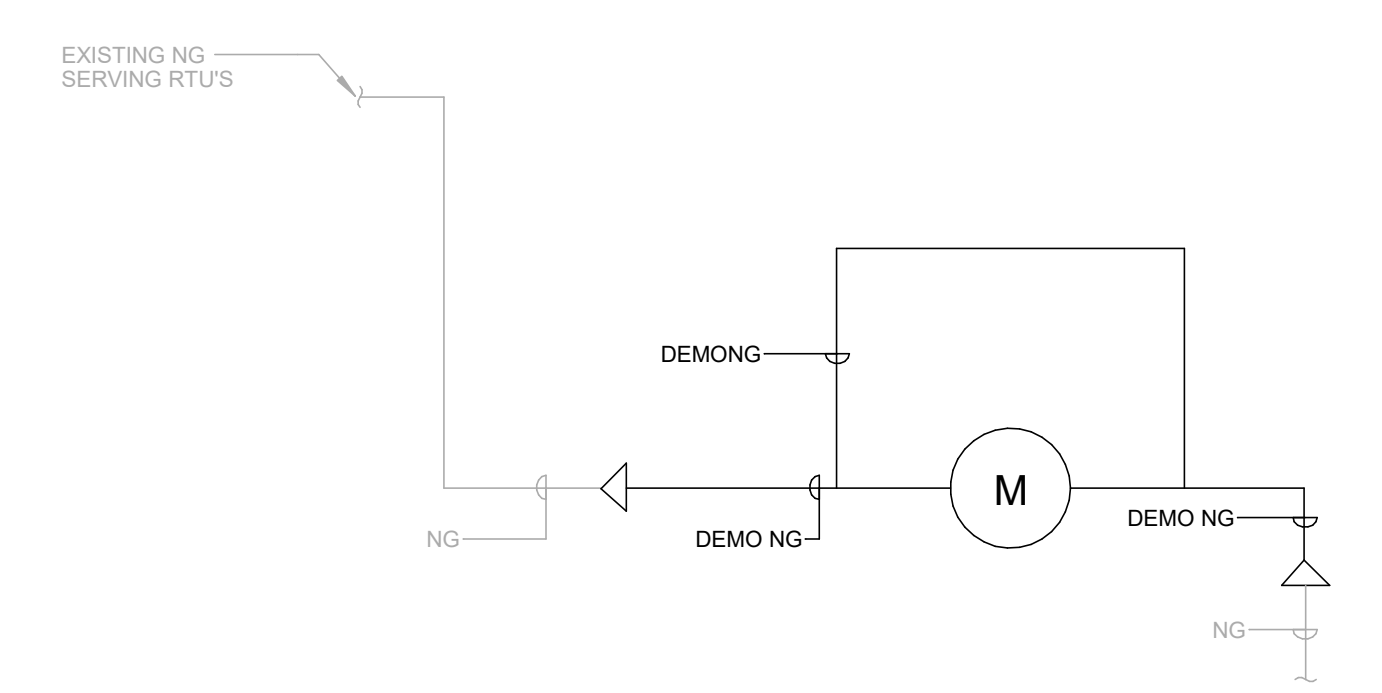 EXISTING NG
SERVING RTU'S
DEMONG
M
DEMO NG
NG
DEMO NG
NG